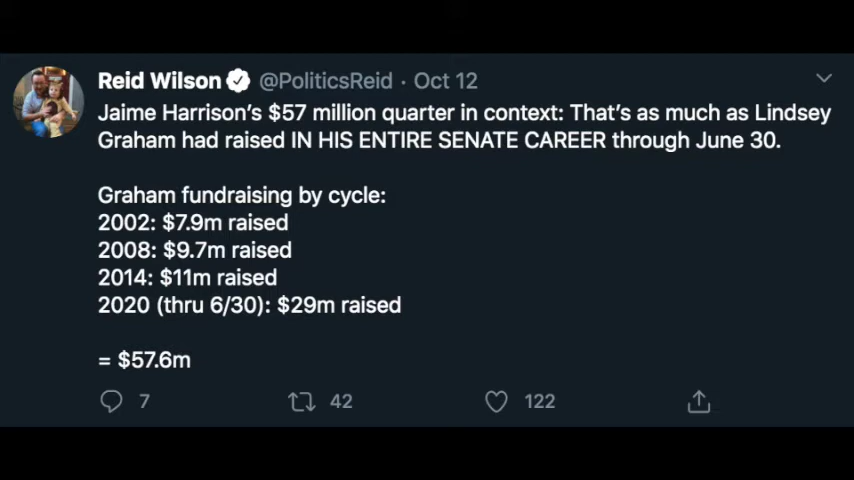 Reid Wilson @PoliticsReid · Oct 12
Jaime Harrison's $57 million quarter in context: That's as much as Lindsey
Graham had raised IN HIS ENTIRE SENATE CAREER through June 30.
Graham fundraising by cycle:
2002: $7.9m raised
2008: $9.7m raised
2014: $11m raised
2020 (thru 6/30): $29m raised
= $57.6m
7 42 122